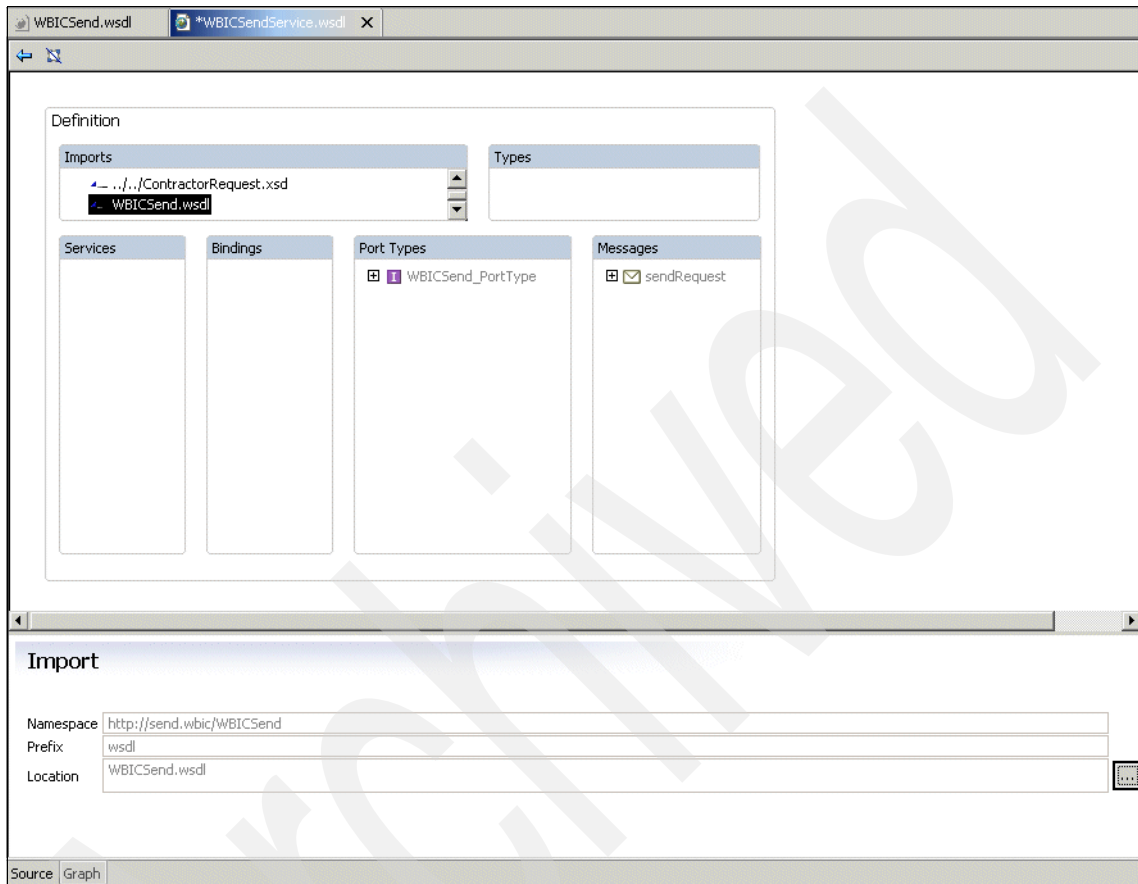 WBICSend.wsdl *WBICSendService.wsdl X
Definition
Imports Types
../../ContractorRequest.xsd
WBICSend.wsdl
Services Bindings Port Types Messages
WBICSend_PortType sendRequest
Import
Namespace http://send.wbic/WBICSend
Prefix wsdl
Location WBICSend.wsdl ...
Source Graph
Archived